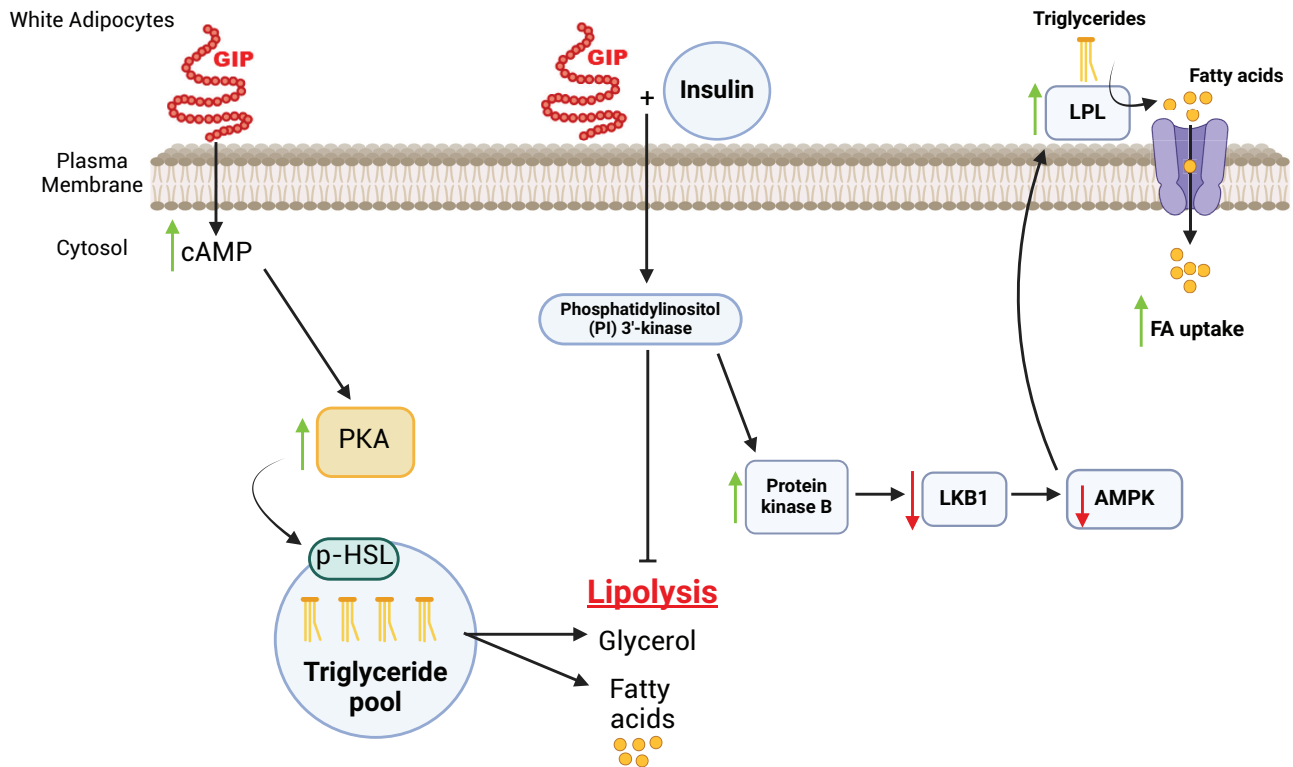 White Adipocytes
GIP
GIP
+
Insulin
Triglycerides
LPL
Fatty acids
Plasma
Membrane
Cytosol
cAMP
FA uptake
Phosphatidylinositol
(PI) 3'-kinase
PKA
Protein
kinase B
LKB1
AMPK
p-HSL
Triglyceride
pool
Lipolysis
Glycerol
Fatty
acids